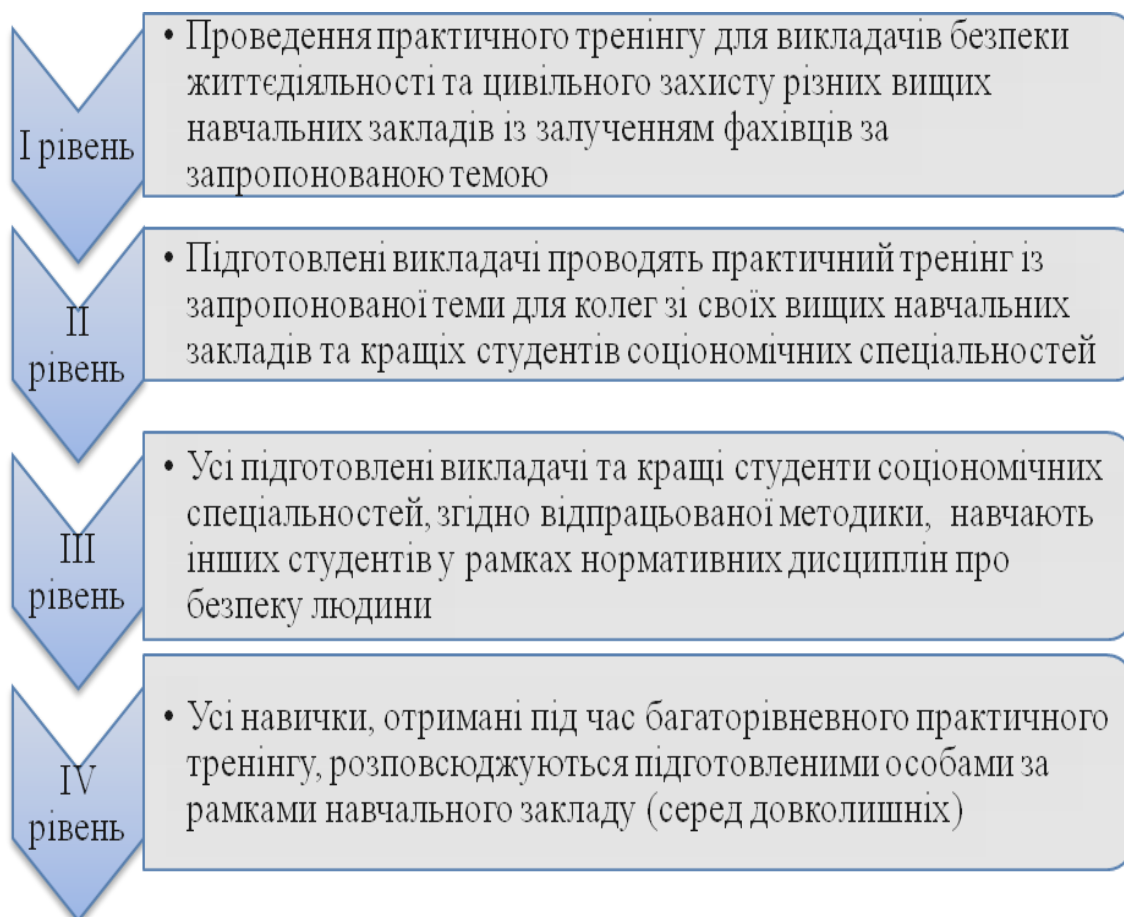 І рівень
• Проведення практичного тренінгу для викладачів безпеки
життєдіяльності та цивільного захисту різних вищих
навчальних закладів із залученням фахівців за
запропонованою темою
ІІ
рівень
• Підготовлені викладачі проводять практичний тренінг із
запропонованої теми для колег зі своїх вищих навчальних
закладів та кращіх студентів соціономічних спеціальностей
ІІІ
рівень
• Усі підготовлені викладачі та кращі студенти соціономічних
спеціальностей, згідно відпрацьованої методики, навчають
інших студентів у рамках нормативних дисциплін про
безпеку людини
IV
рівень
• Усі навички, отримані під час багаторівневного практичного
тренінгу, розповсюджуються підготовленими особами за
рамками навчального закладу (серед довколишніх)